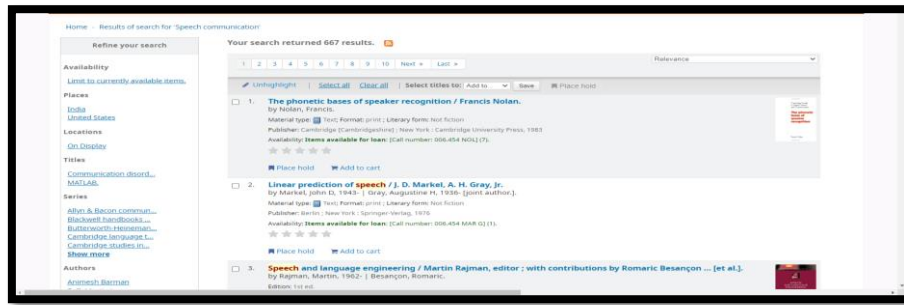 Home › Results of search for 'Speech communication'
Refine your search
Availability
Limit to currently available items.
Places
India
United States
Locations
On Display
Titles
Communication disord...
MATLAB.
Series
Allyn & Bacon commun...
Blackwell handbooks ...
Butterworth-Heineman...
Cambridge language t...
Cambridge studies in...
Show more
Authors
Animesh Barman
Your search returned 667 results.
1 2 3 4 5 6 7 8 9 10 Next » Last »
Relevance
Unhighlight | Select all Clear all | Select titles to: Add to... Save Place hold
1. The phonetic bases of speaker recognition / Francis Nolan.
by Nolan, Francis.
Material type: Text; Format: print ; Literary form: Not fiction
Publisher: Cambridge [Cambridgeshire] ; New York : Cambridge University Press, 1983
Availability: Items available for loan: [Call number: 006.454 NOL] (7).
Place hold Add to cart
2. Linear prediction of speech / J. D. Markel, A. H. Gray, Jr.
by Markel, John D, 1943- | Gray, Augustine H, 1936- [joint author.].
Material type: Text; Format: print ; Literary form: Not fiction
Publisher: Berlin ; New York : Springer-Verlag, 1976
Availability: Items available for loan: [Call number: 006.454 MAR G] (1).
Place hold Add to cart
3. Speech and language engineering / Martin Rajman, editor ; with contributions by Romaric Besançon ... [et al.].
by Rajman, Martin, 1962- | Besançon, Romaric.
Edition: 1st ed.